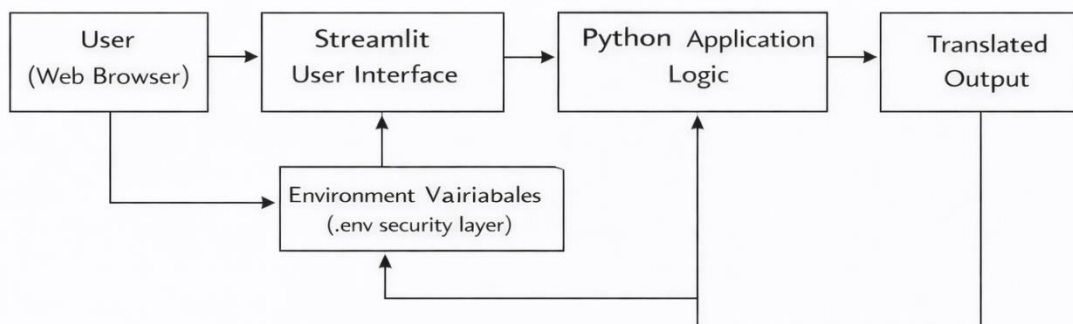 User
(Web Browser)
Streamlit
User Interface
Python Application
Logic
Translated
Output
Environment Vairiabales
(.env security layer)